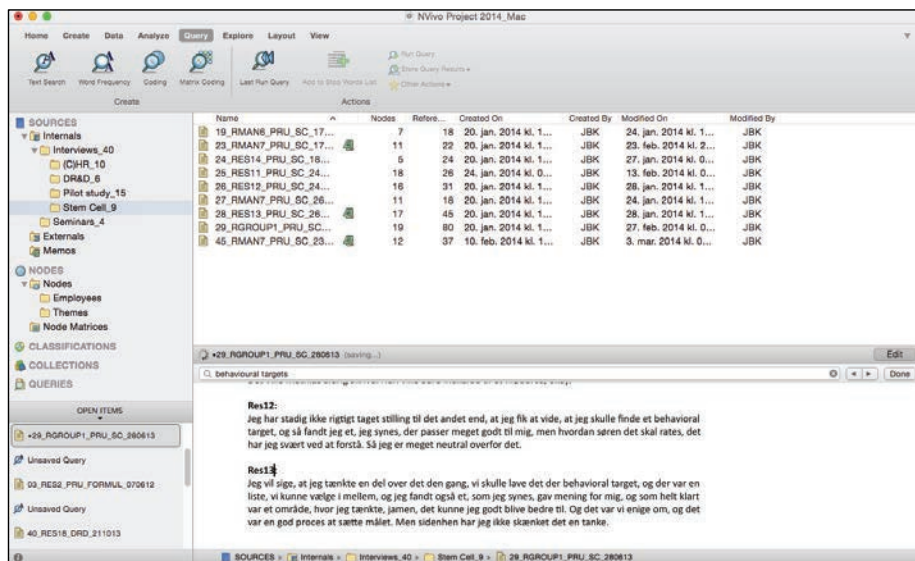 NVivo Project 2014_Mac
Home Create Data Analyze Query Explore Layout View
Text Search Word Frequency Coding Matrix Coding Last Run Query Add to Stop Words List
Run Query
Store Query Results
Other Actions
Create Actions
SOURCES
Internals
Interviews_40
(C)HR_10
DR&D_6
Pilot study_15
Stem Cell_9
Seminars_4
Externals
Memos
NODES
Nodes
Employees
Themes
Node Matrices
CLASSIFICATIONS
COLLECTIONS
QUERIES
OPEN ITEMS
+29_RGROUP1_PRU_SC_280613
Unsaved Query
03_RES2_PRU_FORMUL_070612
Unsaved Query
40_RES16_DRD_211013
Name Nodes Refere... Created On Created By Modified On Modified By
19_RMAN6_PRU_SC_17... 7 18 20. jan. 2014 kl. 1... JBK 24. jan. 2014 kl. 1... JBK
23_RMAN7_PRU_SC_17... 11 22 20. jan. 2014 kl. 1... JBK 23. feb. 2014 kl. 2... JBK
24_RES14_PRU_SC_18... 5 24 20. jan. 2014 kl. 1... JBK 27. jan. 2014 kl. 0... JBK
25_RES11_PRU_SC_24... 18 26 24. jan. 2014 kl. 0... JBK 13. feb. 2014 kl. 0... JBK
26_RES12_PRU_SC_24... 16 31 20. jan. 2014 kl. 1... JBK 28. jan. 2014 kl. 1... JBK
27_RMAN7_PRU_SC_26... 11 18 20. jan. 2014 kl. 1... JBK 24. jan. 2014 kl. 1... JBK
28_RES13_PRU_SC_26... 17 45 20. jan. 2014 kl. 1... JBK 28. jan. 2014 kl. 1... JBK
29_RGROUP1_PRU_SC... 19 80 20. jan. 2014 kl. 1... JBK 27. feb. 2014 kl. 0... JBK
45_RMAN7_PRU_SC_23... 12 37 10. feb. 2014 kl. 1... JBK 3. mar. 2014 kl. 0... JBK
+29_RGROUP1_PRU_SC_280613 (saving...) Edit
behavioural targets Done
Res12:
Jeg har stadig ikke rigtigt taget stilling til det andet end, at jeg fik at vide, at jeg skulle finde et behavioral
target, og så fandt jeg et, jeg synes, der passer meget godt til mig, men hvordan søren det skal rates, det
har jeg svært ved at forstå. Så jeg er meget neutral overfor det.
Res13:
Jeg vil sige, at jeg tænkte en del over det den gang, vi skulle lave det der behavioral target, og der var en
liste, vi kunne vælge i mellem, og jeg fandt også et, som jeg synes, gav mening for mig, og som helt klart
var et område, hvor jeg tænkte, jamen, det kunne jeg godt blive bedre til. Og det var vi enige om, og det
var en god proces at sætte målet. Men sidenhen har jeg ikke skænket det en tanke.
SOURCES Internals Interviews_40 Stem Cell_9 29_RGROUP1_PRU_SC_280613